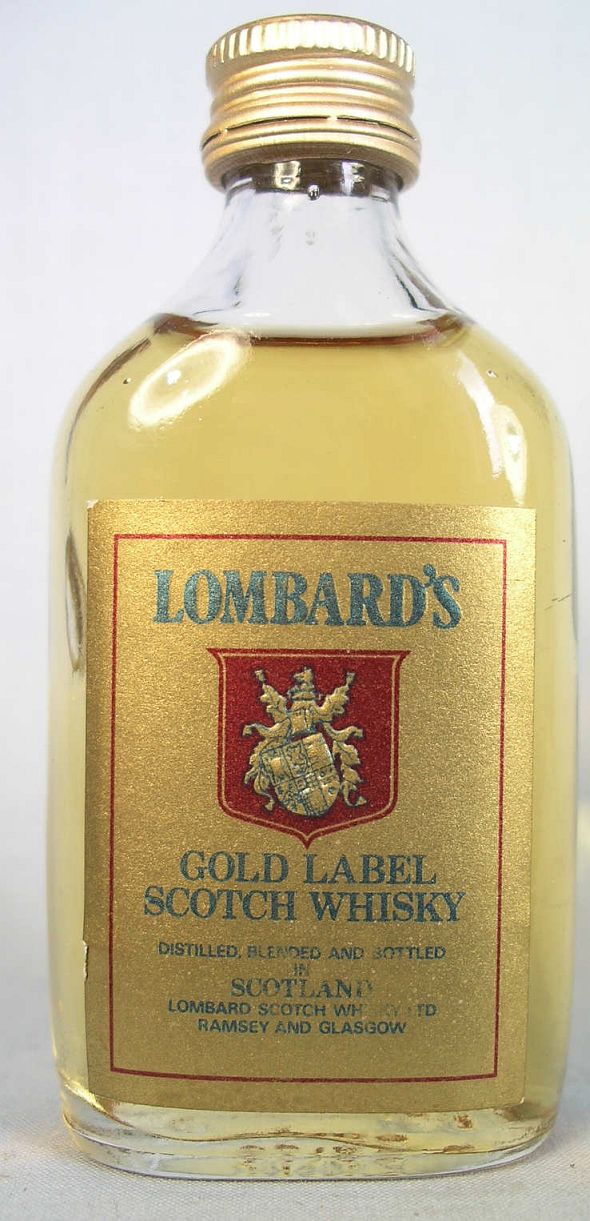 LOMBARD'S
GOLD LABEL
SCOTCH WHISKY
DISTILLED, BLENDED AND BOTTLED
IN
SCOTLAND
LOMBARD SCOTCH WHISKY LTD
RAMSEY AND GLASGOW